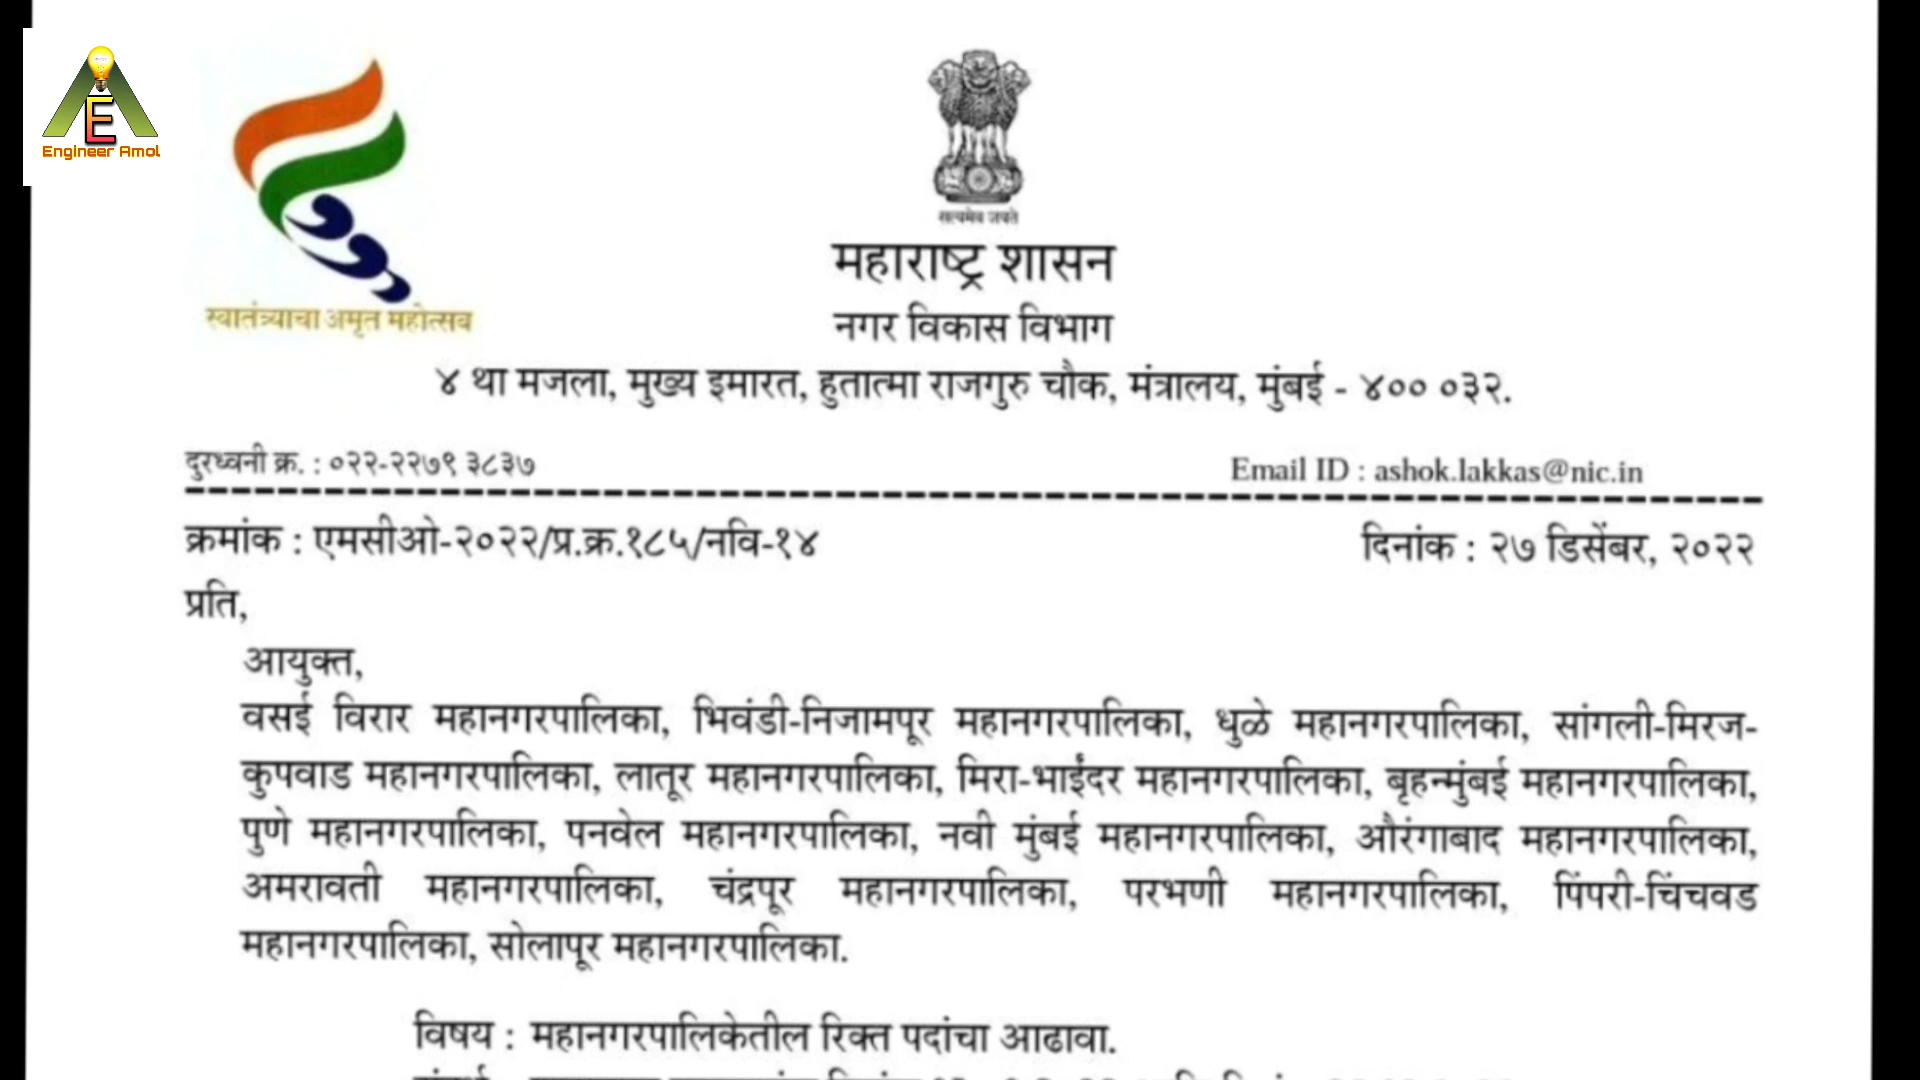 Engineer Amol
स्वातंत्र्याचा अमृत महोत्सव
सत्यमेव जयते
महाराष्ट्र शासन
नगर विकास विभाग
४ था मजला, मुख्य इमारत, हुतात्मा राजगुरु चौक, मंत्रालय, मुंबई - ४०० ०३२.
दुरध्वनी क्र. : ०२२-२२७९ ३८३७
Email ID : ashok.lakkas@nic.in
क्रमांक : एमसीओ-२०२२/प्र.क्र.१८५/नवि-१४
दिनांक : २७ डिसेंबर, २०२२
प्रति,
आयुक्त,
वसई विरार महानगरपालिका, भिवंडी-निजामपूर महानगरपालिका, धुळे महानगरपालिका, सांगली-मिरज-
कुपवाड महानगरपालिका, लातूर महानगरपालिका, मिरा-भाईंदर महानगरपालिका, बृहन्मुंबई महानगरपालिका,
पुणे महानगरपालिका, पनवेल महानगरपालिका, नवी मुंबई महानगरपालिका, औरंगाबाद महानगरपालिका,
अमरावती महानगरपालिका, चंद्रपूर महानगरपालिका, परभणी महानगरपालिका, पिंपरी-चिंचवड
महानगरपालिका, सोलापूर महानगरपालिका.
विषय : महानगरपालिकेतील रिक्त पदांचा आढावा.